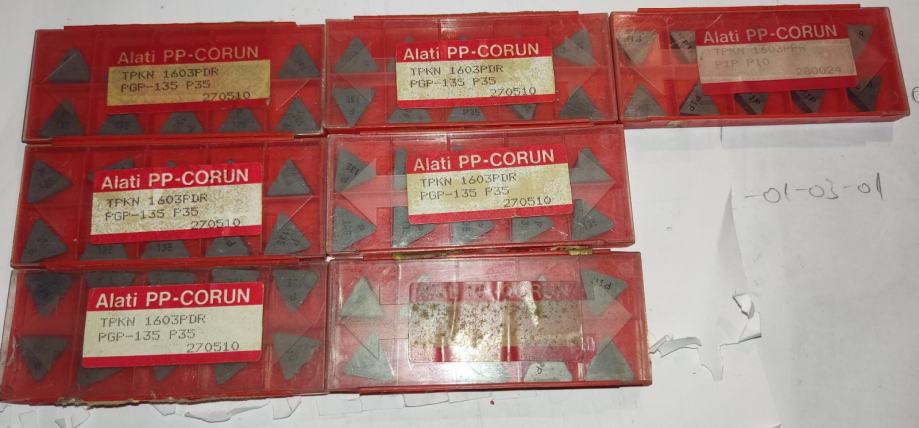 Alati PP-CORUN
TPKN 1603PDR
PGP-135 P35
270510
Alati PP-CORUN
TPKN 1603PDR
PGP-135 P35
270510
Alati PP-CORUN
P1P P10
280024
Alati PP-CORUN
TPKN 1603PDR
PGP-135 P35
270510
Alati PP-CORUN
TPKN 1603PDR
PGP-135 P35
270510
-01-03-01
Alati PP-CORUN
TPKN 1603PDR
PGP-135 P35
270510